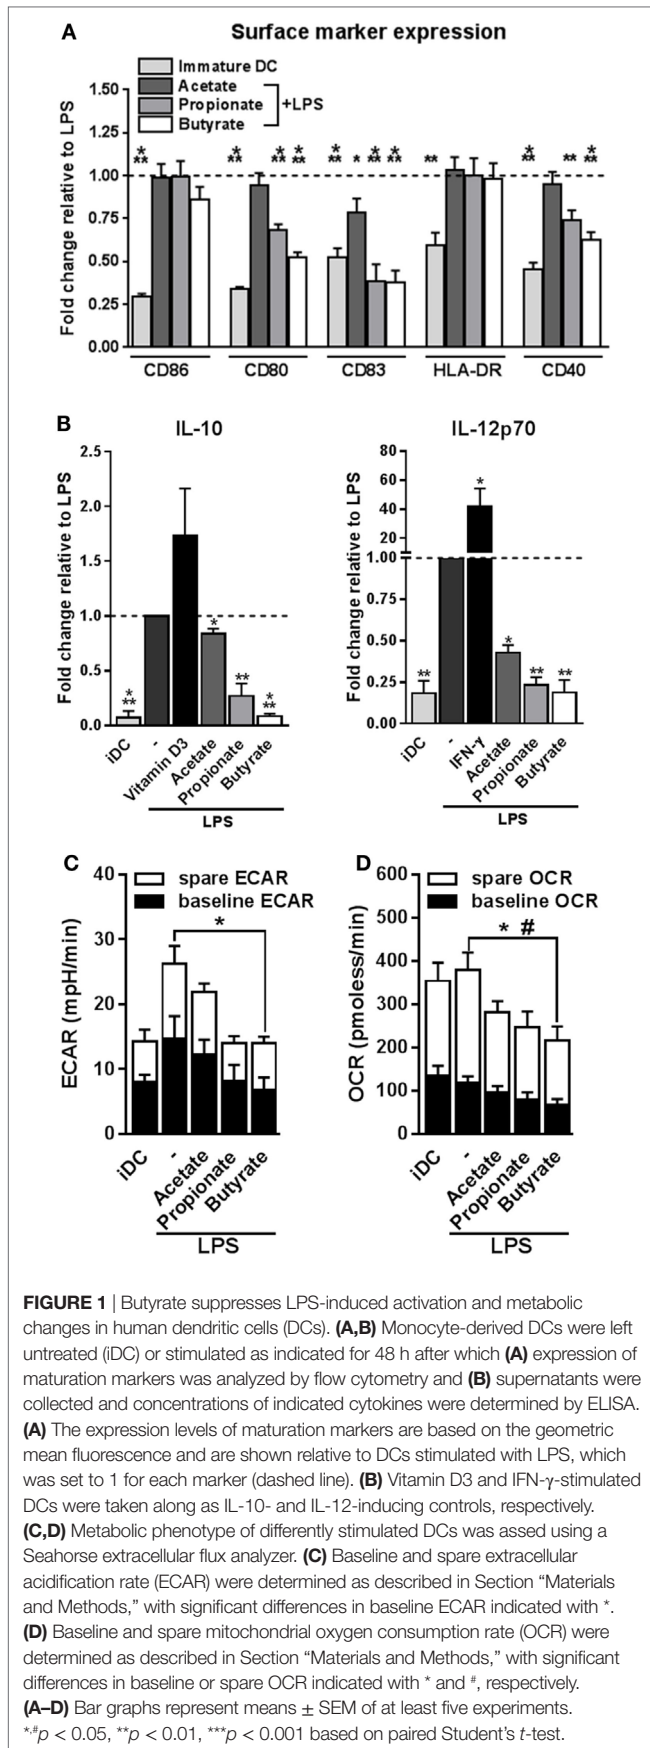 A
Surface marker expression
Immature DC
Acetate
Propionate
Butyrate
+LPS
Fold change relative to LPS
1.50
1.25
1.00
0.75
0.50
0.25
0.00
*
** *
** *
** *
** *
** * *
** *
** ** *
** ** *
**
CD86 CD80 CD83 HLA-DR CD40
B
IL-10
Fold change relative to LPS
2.5
2.0
1.5
1.0
0.5
0.0
*
** * ** *
**
iDC - Vitamin D3 Acetate Propionate Butyrate
LPS
IL-12p70
Fold change relative to LPS
80
60
40
20
1.00
0.75
0.50
0.25
0.00
** * * ** **
iDC - IFN-γ Acetate Propionate Butyrate
LPS
C
ECAR (mpH/min)
40
30
20
10
0
spare ECAR
baseline ECAR
*
iDC - Acetate Propionate Butyrate
LPS
D
OCR (pmoless/min)
600
500
400
300
200
100
0
spare OCR
baseline OCR
* #
iDC - Acetate Propionate Butyrate
LPS
FIGURE 1 | Butyrate suppresses LPS-induced activation and metabolic
changes in human dendritic cells (DCs). (A,B) Monocyte-derived DCs were left
untreated (iDC) or stimulated as indicated for 48 h after which (A) expression of
maturation markers was analyzed by flow cytometry and (B) supernatants were
collected and concentrations of indicated cytokines were determined by ELISA.
(A) The expression levels of maturation markers are based on the geometric
mean fluorescence and are shown relative to DCs stimulated with LPS, which
was set to 1 for each marker (dashed line). (B) Vitamin D3 and IFN-γ-stimulated
DCs were taken along as IL-10- and IL-12-inducing controls, respectively.
(C,D) Metabolic phenotype of differently stimulated DCs was assed using a
Seahorse extracellular flux analyzer. (C) Baseline and spare extracellular
acidification rate (ECAR) were determined as described in Section “Materials
and Methods,” with significant differences in baseline ECAR indicated with *.
(D) Baseline and spare mitochondrial oxygen consumption rate (OCR) were
determined as described in Section “Materials and Methods,” with significant
differences in baseline or spare OCR indicated with * and #, respectively.
(A–D) Bar graphs represent means ± SEM of at least five experiments.
*,#p < 0.05, **p < 0.01, ***p < 0.001 based on paired Student’s t-test.